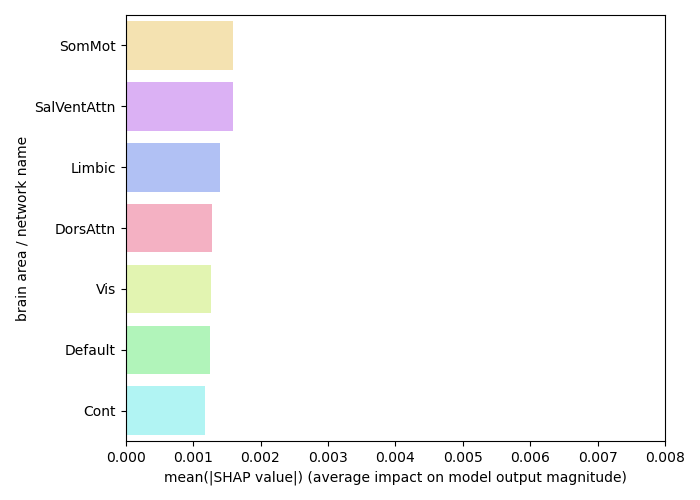 SomMot
SalVentAttn
Limbic
DorsAttn
Vis
Default
Cont
brain area / network name
0.000 0.001 0.002 0.003 0.004 0.005 0.006 0.007 0.008
mean(|SHAP value|) (average impact on model output magnitude)